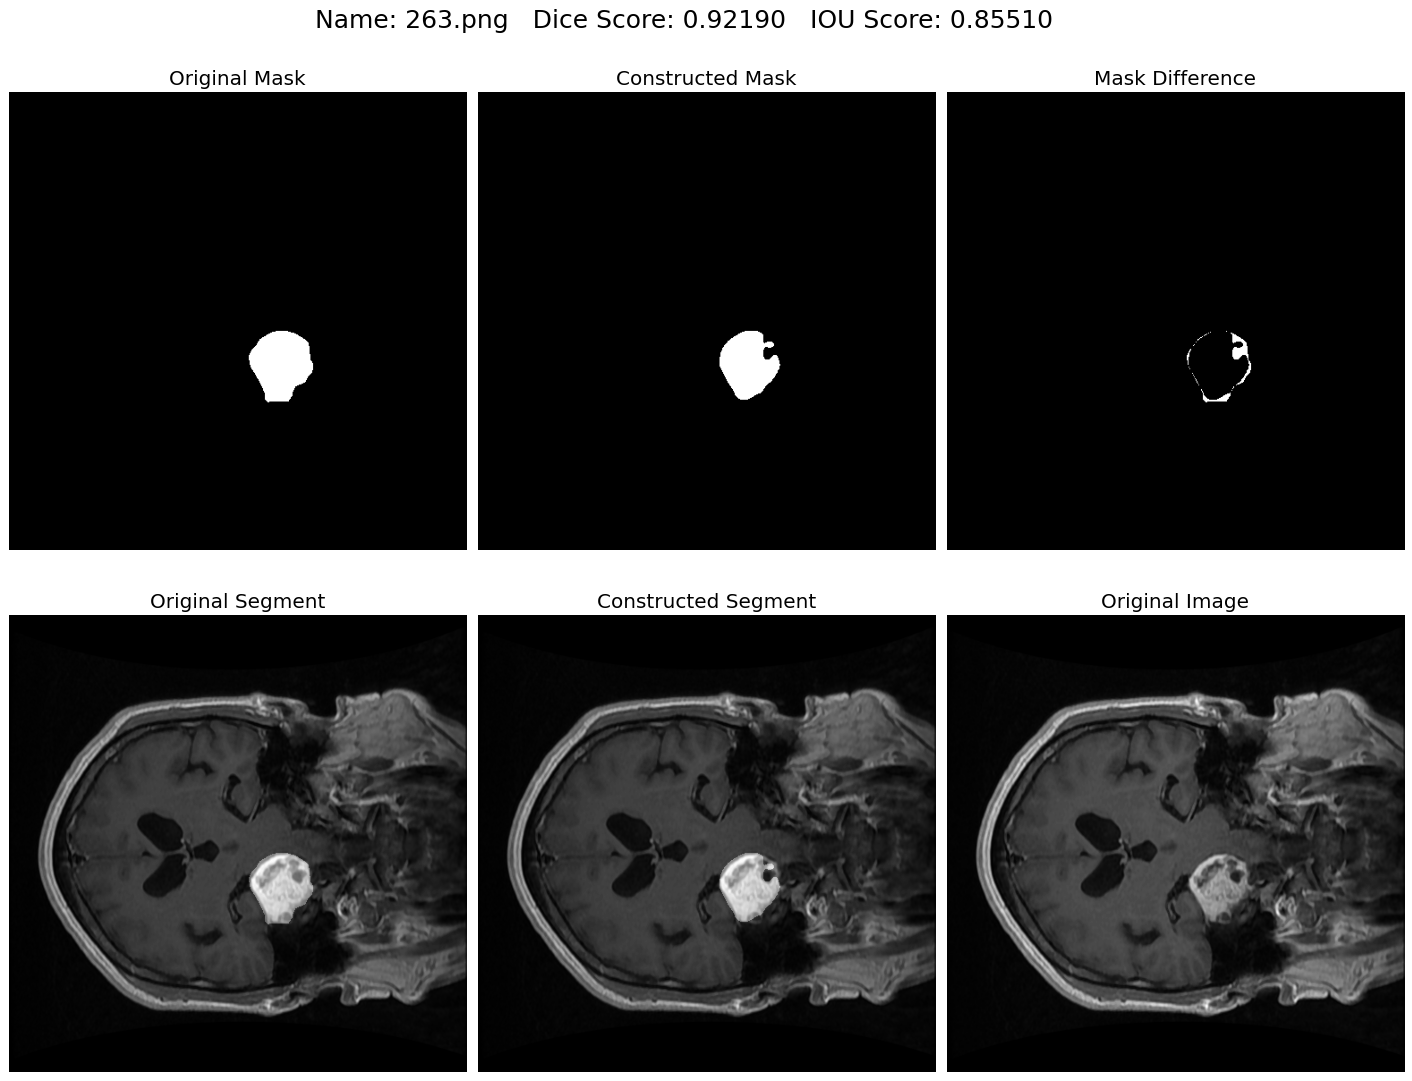 Name: 263.png   Dice Score: 0.92190   IOU Score: 0.85510
Original Mask
Constructed Mask
Mask Difference
Original Segment
Constructed Segment
Original Image